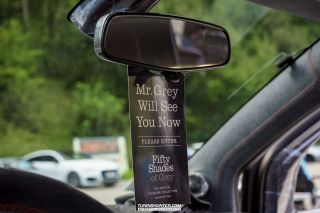 Mr. Grey
Will See
You Now
PLEASE ENTER
Fifty
Shades
of Grey